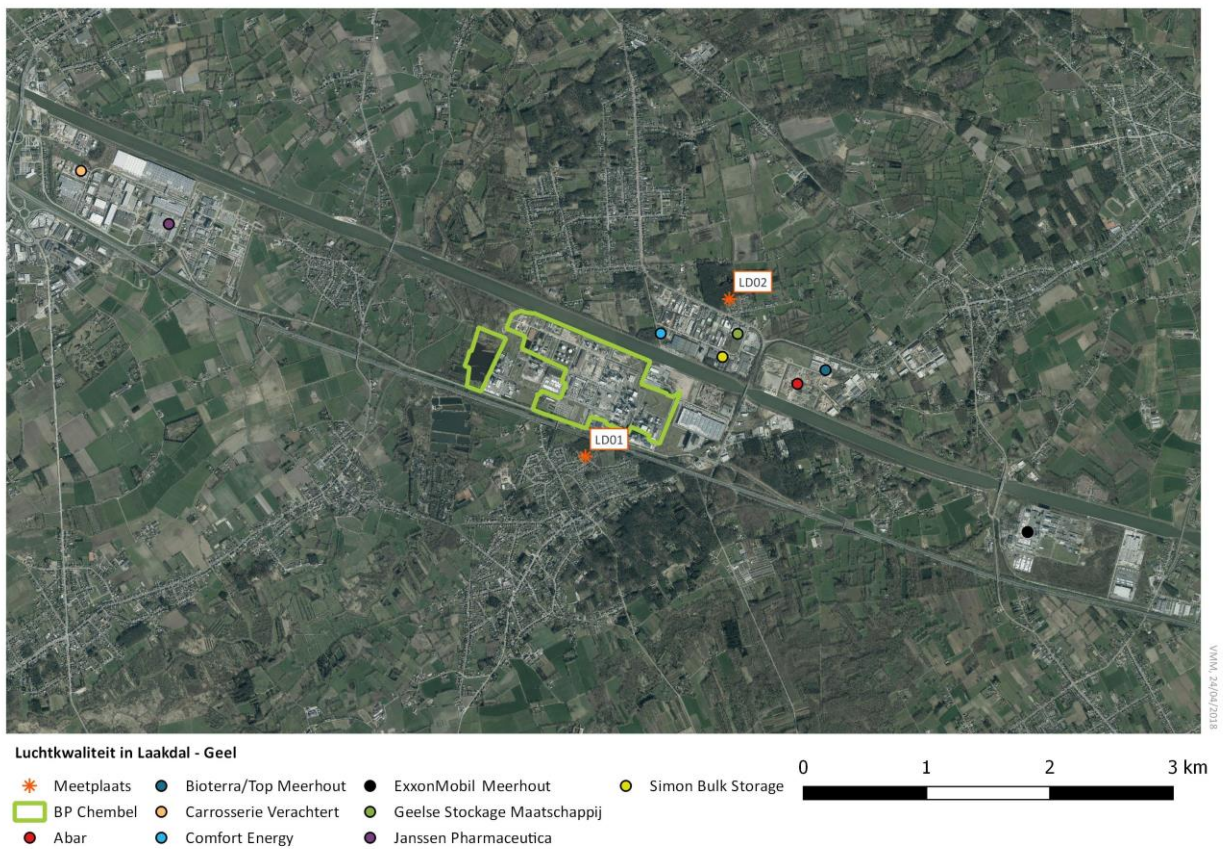 LD02
LD01
VMM, 24/04/2018
Luchtkwaliteit in Laakdal - Geel
Meetplaats
BP Chembel
Abar
Bioterra/Top Meerhout
Carrosserie Verachtert
Comfort Energy
ExxonMobil Meerhout
Geelse Stockage Maatschappij
Janssen Pharmaceutica
Simon Bulk Storage
0 1 2 3 km